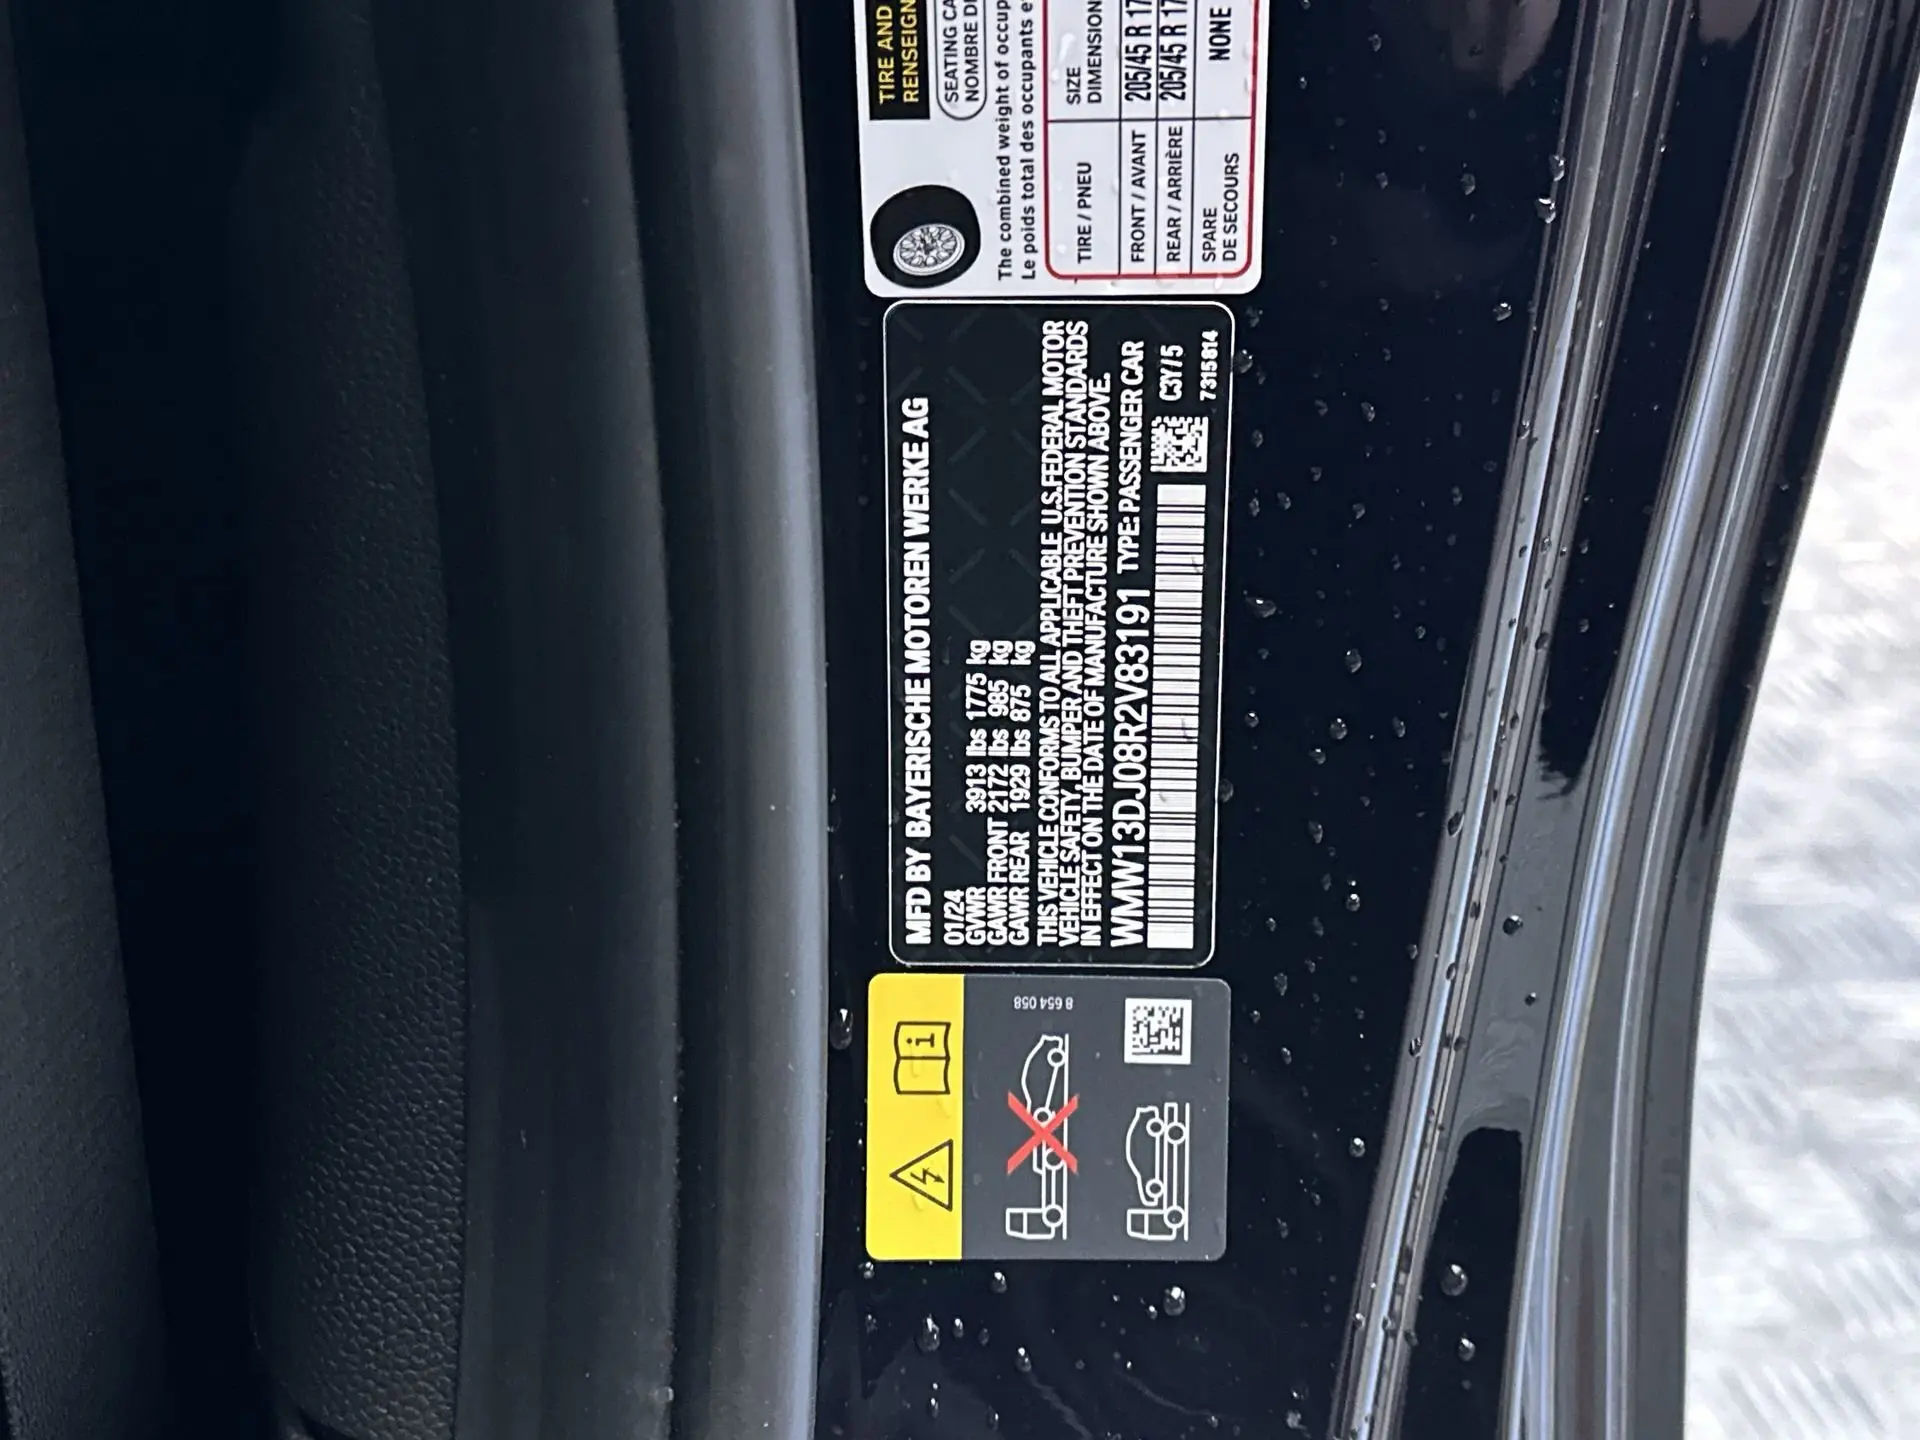 TIRE AND
RENSEIGN
SEATING CA
NOMBRE D
The combined weight of occup
Le poids total des occupants e
TIRE / PNEU
SIZE
DIMENSION
FRONT / AVANT 205/45 R 17
REAR / ARRIÈRE 205/45 R 17
SPARE
DE SECOURS
NONE
MFD BY BAYERISCHE MOTOREN WERKE AG
01/24
GVWR 3913 lbs 1775 kg
GAWR FRONT 2172 lbs 985 kg
GAWR REAR 1929 lbs 875 kg
THIS VEHICLE CONFORMS TO ALL APPLICABLE U.S.FEDERAL MOTOR
VEHICLE SAFETY, BUMPER AND THEFT PREVENTION STANDARDS
IN EFFECT ON THE DATE OF MANUFACTURE SHOWN ABOVE.
WMW13DJ08R2V83191 TYPE: PASSENGER CAR
C3Y / 5
7315814
8 654 058